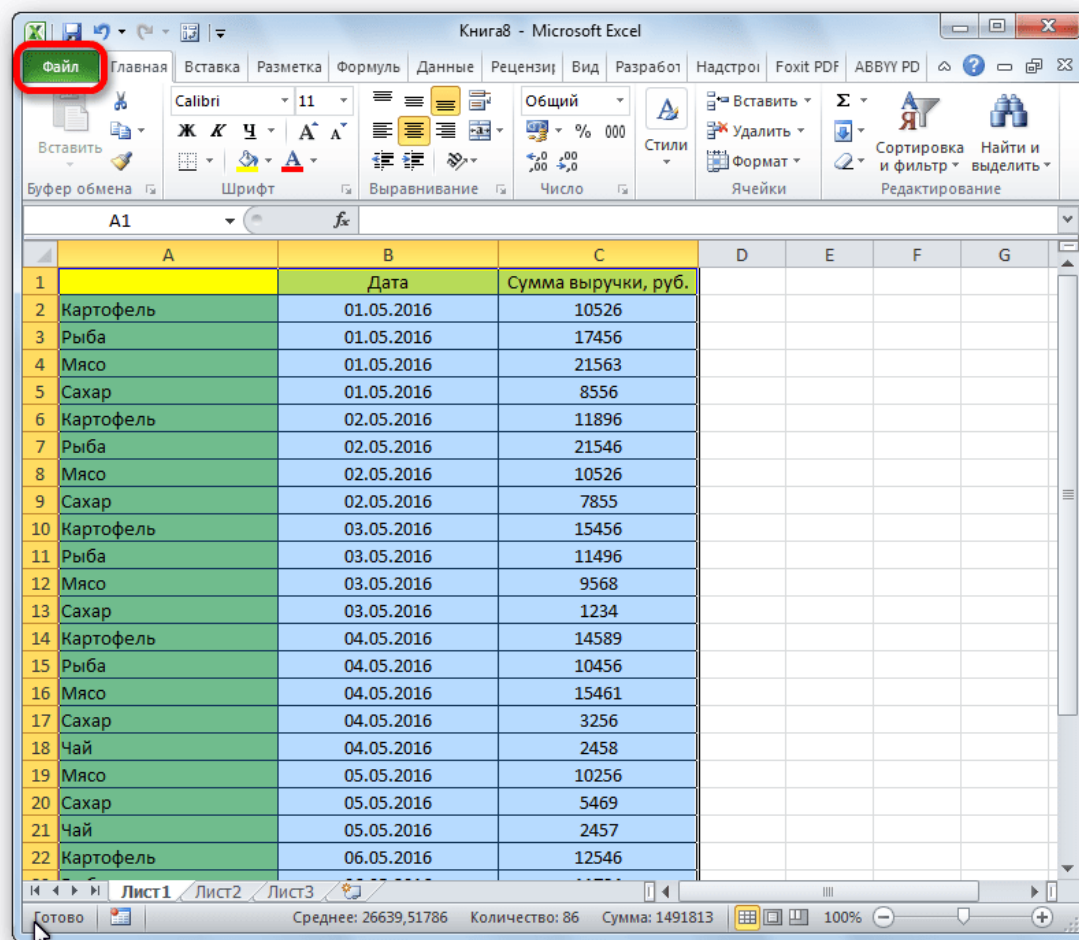 Книга8 - Microsoft Excel
Файл Главная Вставка Разметка Формуль Данные Рецензиј Вид Разработ Надстрої Foxit PDF ABBYY PD
Calibri 11 Общий Вставить
Ж К Ч А А % 000 Удалить
Вставить Стили Формат Сортировка и фильтр Найти и выделить
Буфер обмена Шрифт Выравнивание Число Ячейки Редактирование
A1 fx
A B C D E F G
1 Дата Сумма выручки, руб.
2 Картофель 01.05.2016 10526
3 Рыба 01.05.2016 17456
4 Мясо 01.05.2016 21563
5 Сахар 01.05.2016 8556
6 Картофель 02.05.2016 11896
7 Рыба 02.05.2016 21546
8 Мясо 02.05.2016 10526
9 Сахар 02.05.2016 7855
10 Картофель 03.05.2016 15456
11 Рыба 03.05.2016 11496
12 Мясо 03.05.2016 9568
13 Сахар 03.05.2016 1234
14 Картофель 04.05.2016 14589
15 Рыба 04.05.2016 10456
16 Мясо 04.05.2016 15461
17 Сахар 04.05.2016 3256
18 Чай 04.05.2016 2458
19 Мясо 05.05.2016 10256
20 Сахар 05.05.2016 5469
21 Чай 05.05.2016 2457
22 Картофель 06.05.2016 12546
Лист1 Лист2 Лист3
Готово Среднее: 26639,51786 Количество: 86 Сумма: 1491813 100%